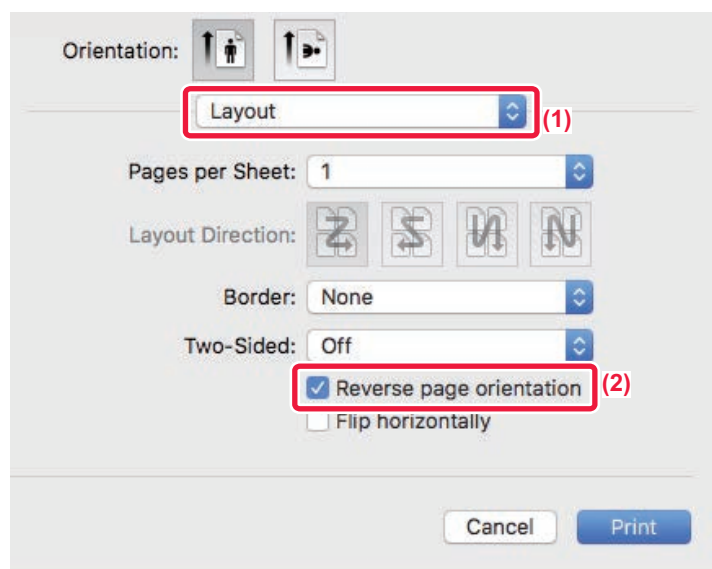 Orientation:
Layout
(1)
Pages per Sheet: 1
Layout Direction:
Border: None
Two-Sided: Off
Reverse page orientation
(2)
Flip horizontally
Cancel Print